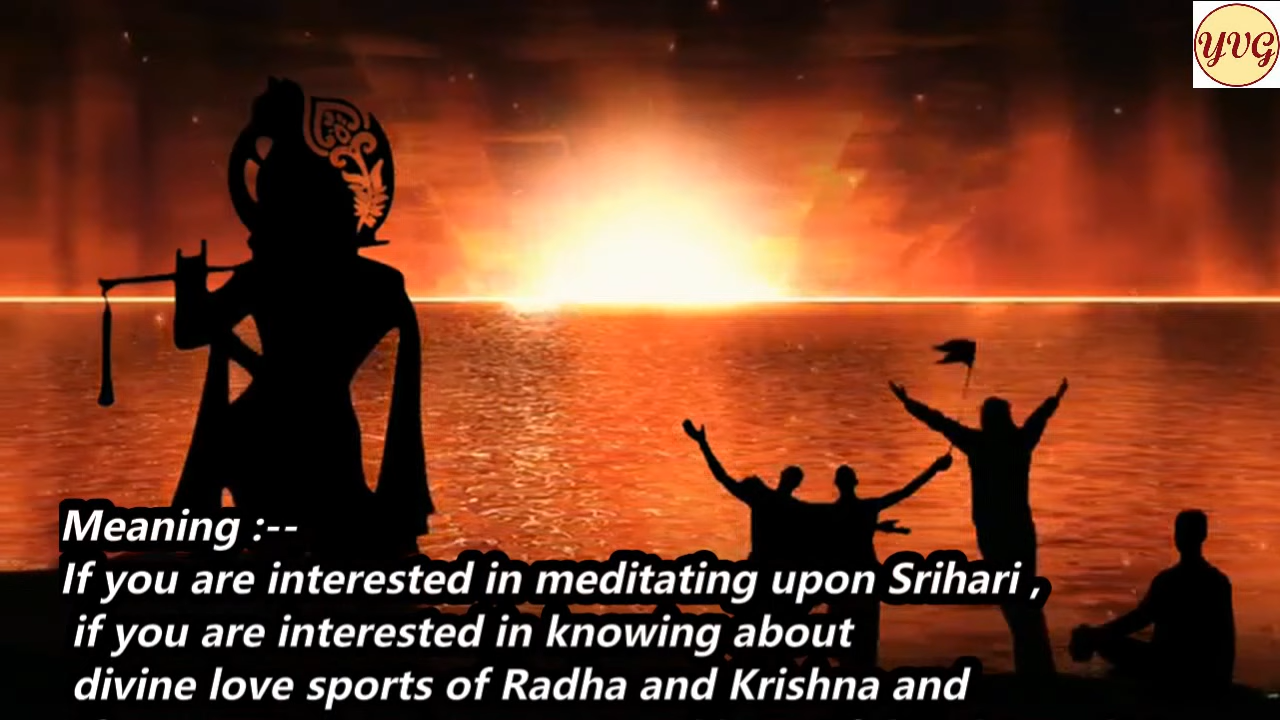 YVG
Meaning :--
If you are interested in meditating upon Srihari ,
if you are interested in knowing about
divine love sports of Radha and Krishna and